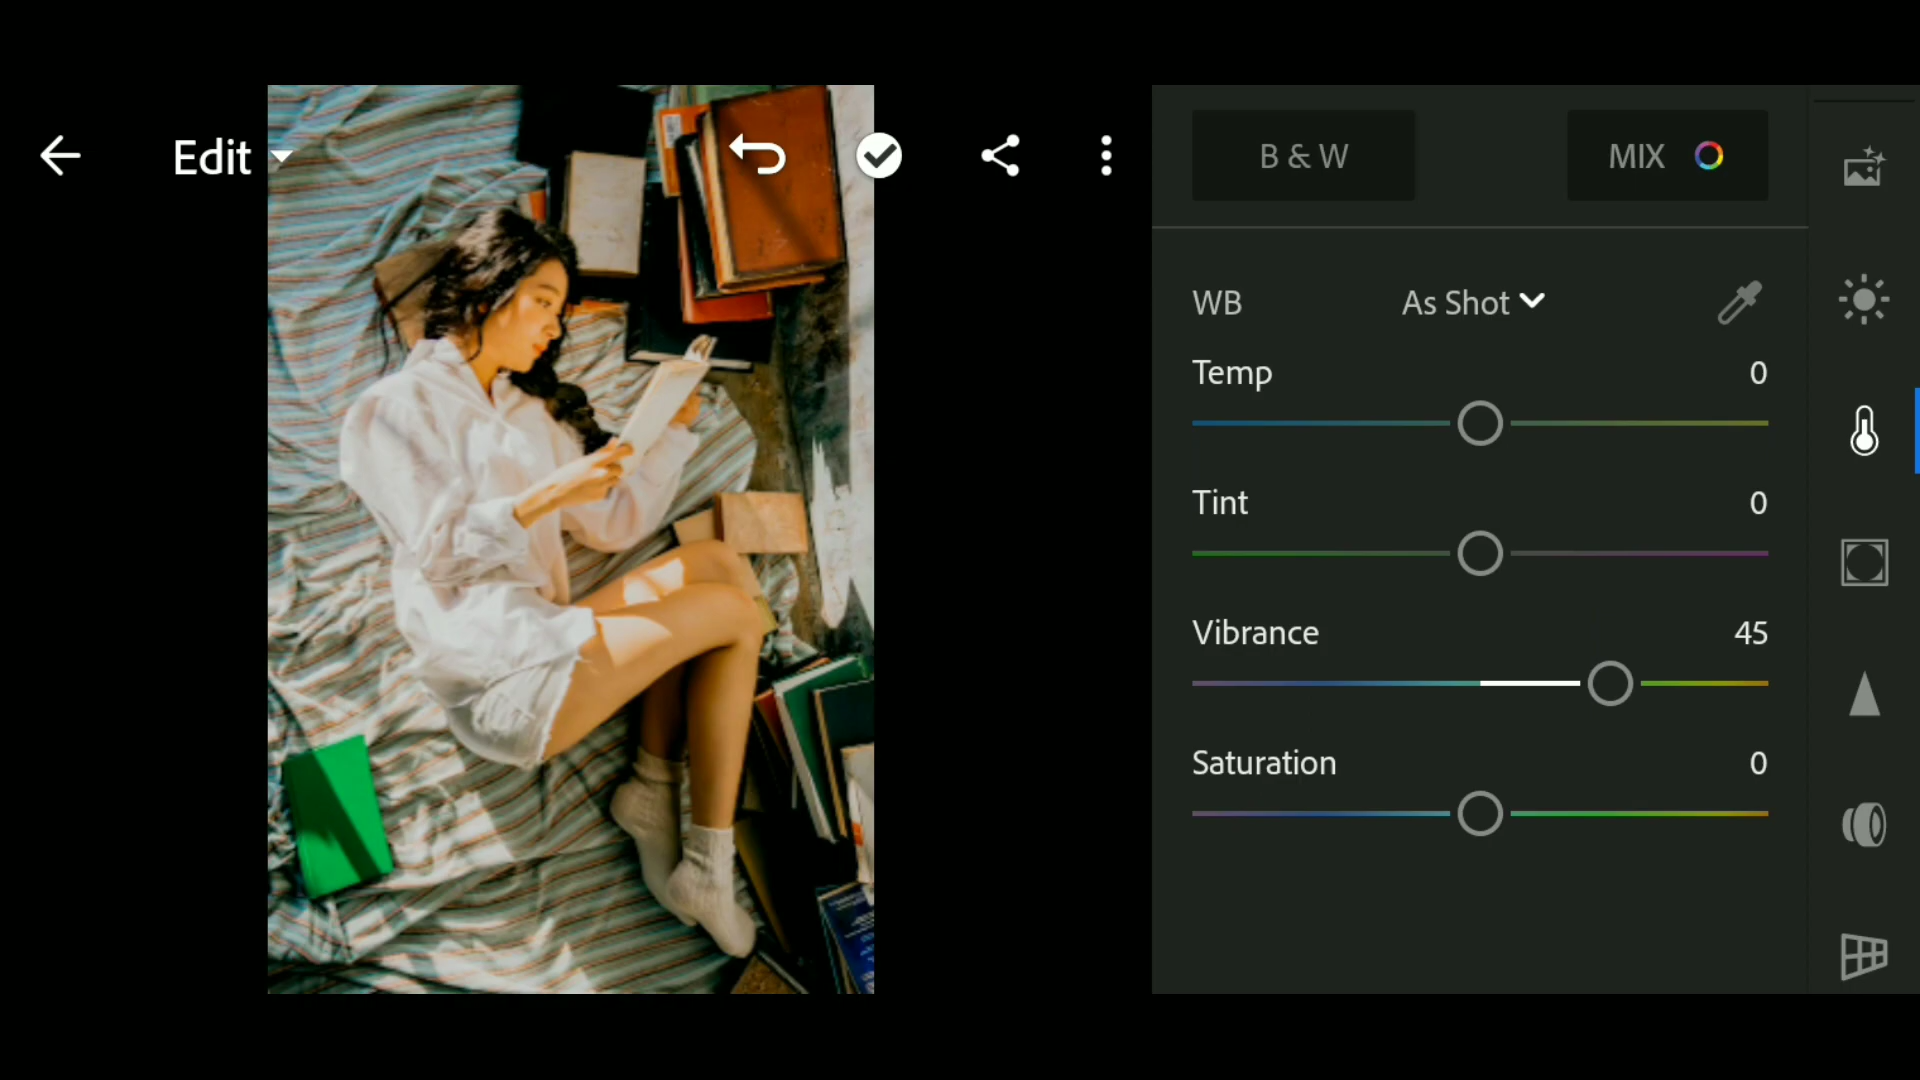 Edit
B & W
MIX
WB
As Shot
Temp
0
Tint
0
Vibrance
45
Saturation
0